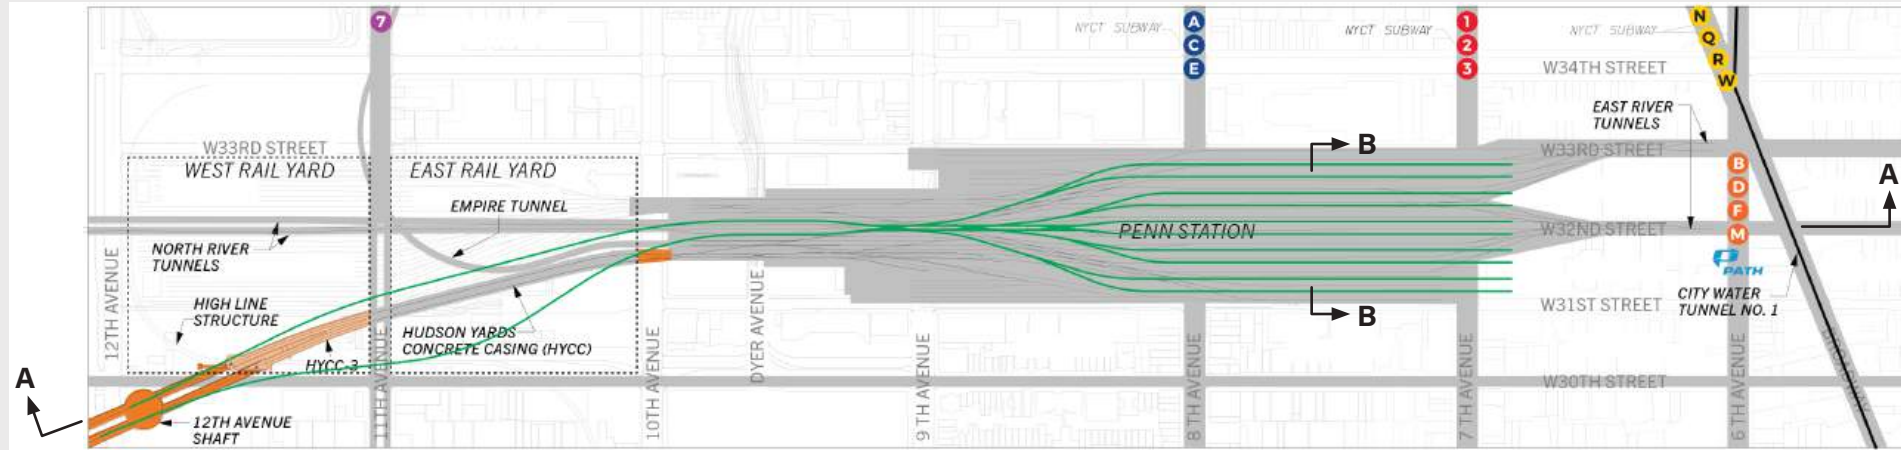 7
NYCT SUBWAY
A
C
E
NYCT SUBWAY
1
2
3
NYCT SUBWAY
N
Q
R
W
W34TH STREET
EAST RIVER
TUNNELS
W33RD STREET
WEST RAIL YARD
EAST RAIL YARD
B
W33RD STREET
B
D
F
M
A
EMPIRE TUNNEL
PENN STATION
W32ND STREET
NORTH RIVER
TUNNELS
PATH
12TH AVENUE
HIGH LINE
STRUCTURE
HUDSON YARDS
CONCRETE CASING (HYCC)
HYCC-3
DYER AVENUE
B
W31ST STREET
CITY WATER
TUNNEL NO. 1
A
W30TH STREET
12TH AVENUE
SHAFT
11TH AVENUE
10TH AVENUE
9TH AVENUE
8TH AVENUE
7TH AVENUE
6TH AVENUE